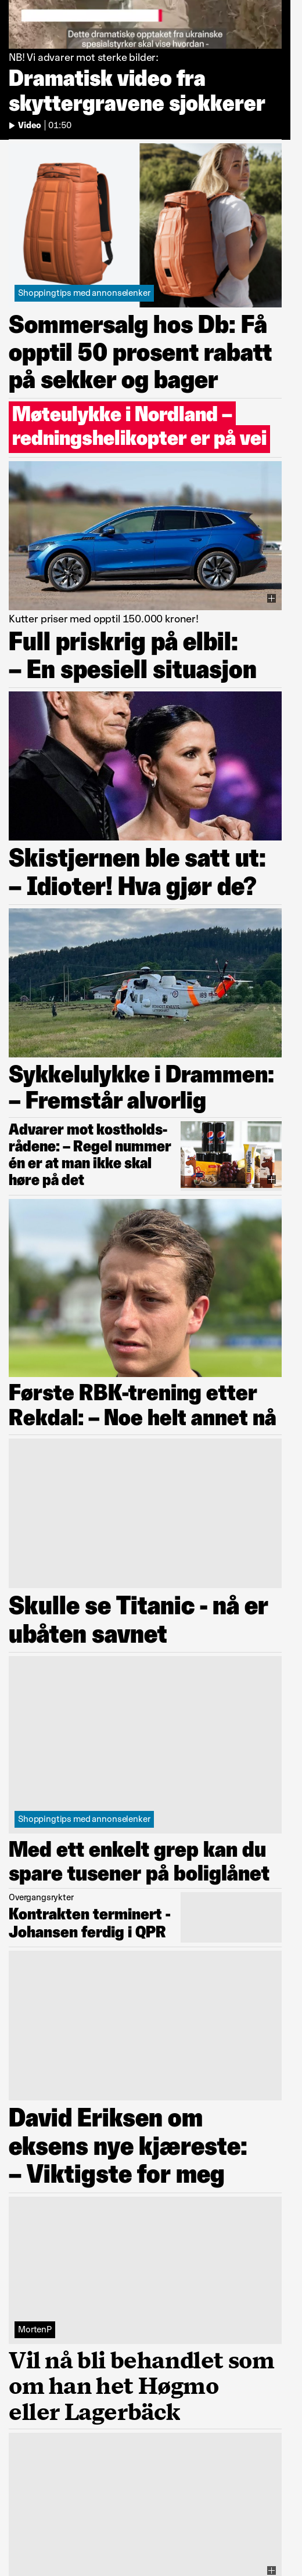 Dette dramatiske opptaket fra ukrainske
spesialstyrker skal vise hvordan -
NB! Vi advarer mot sterke bilder:
Dramatisk video fra
skyttergravene sjokkerer
Video | 01:50
Shoppingtips med annonselenker
Sommersalg hos Db: Få
opptil 50 prosent rabatt
på sekker og bager
Møteulykke i Nordland –
redningshelikopter er på vei
Kutter priser med opptil 150.000 kroner!
Full priskrig på elbil:
– En spesiell situasjon
Skistjernen ble satt ut:
– Idioter! Hva gjør de?
Sykkelulykke i Drammen:
– Fremstår alvorlig
Advarer mot kostholds-
rådene: – Regel nummer
én er at man ikke skal
høre på det
Første RBK-trening etter
Rekdal: – Noe helt annet nå
Skulle se Titanic - nå er
ubåten savnet
Shoppingtips med annonselenker
Med ett enkelt grep kan du
spare tusener på boliglånet
Overgangsrykter
Kontrakten terminert -
Johansen ferdig i QPR
David Eriksen om
eksens nye kjæreste:
– Viktigste for meg
MortenP
Vil nå bli behandlet som
om han het Høgmo
eller Lagerbäck